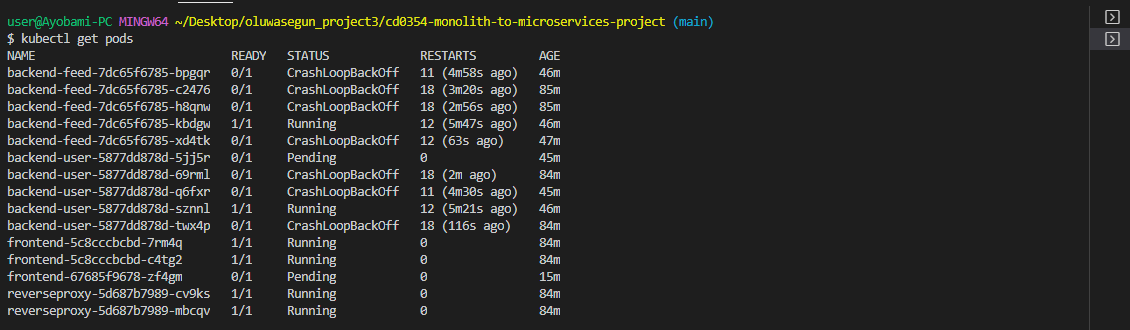 user@Ayobami-PC MINGW64 ~/Desktop/oluwasegun_project3/cd0354-monolith-to-microservices-project (main)
$ kubectl get pods
NAME READY STATUS RESTARTS AGE
backend-feed-7dc65f6785-bpgqr 0/1 CrashLoopBackOff 11 (4m58s ago) 46m
backend-feed-7dc65f6785-c2476 0/1 CrashLoopBackOff 18 (3m20s ago) 85m
backend-feed-7dc65f6785-h8qnw 0/1 CrashLoopBackOff 18 (2m56s ago) 85m
backend-feed-7dc65f6785-kbdgw 1/1 Running 12 (5m47s ago) 46m
backend-feed-7dc65f6785-xd4tk 0/1 CrashLoopBackOff 12 (63s ago) 47m
backend-user-5877dd878d-5jj5r 0/1 Pending 0 45m
backend-user-5877dd878d-69rml 0/1 CrashLoopBackOff 18 (2m ago) 84m
backend-user-5877dd878d-q6fxr 0/1 CrashLoopBackOff 11 (4m30s ago) 45m
backend-user-5877dd878d-sznnl 1/1 Running 12 (5m21s ago) 46m
backend-user-5877dd878d-twx4p 0/1 CrashLoopBackOff 18 (116s ago) 84m
frontend-5c8cccbcbd-7rm4q 1/1 Running 0 84m
frontend-5c8cccbcbd-c4tg2 1/1 Running 0 84m
frontend-67685f9678-zf4gm 0/1 Pending 0 15m
reverseproxy-5d687b7989-cv9ks 1/1 Running 0 84m
reverseproxy-5d687b7989-mbcqv 1/1 Running 0 84m